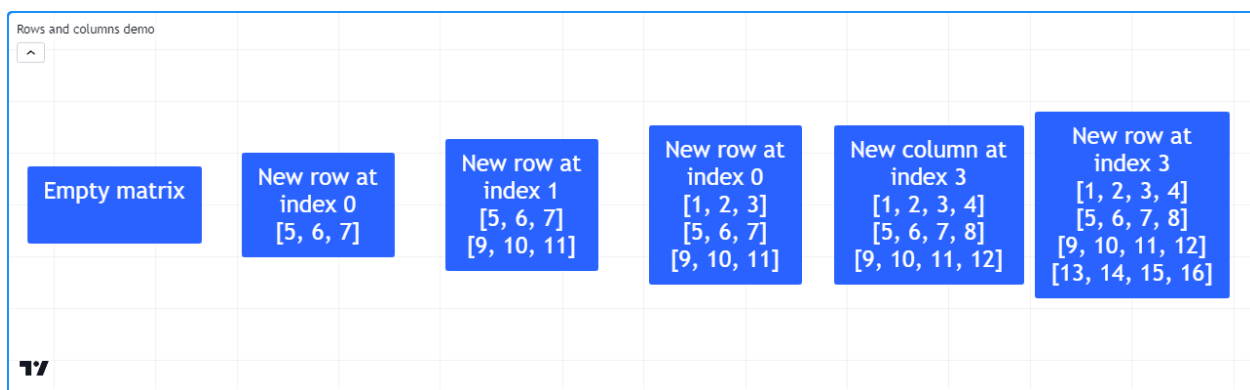 Rows and columns demo
Empty matrix
New row at
index 0
[5, 6, 7]
New row at
index 1
[5, 6, 7]
[9, 10, 11]
New row at
index 0
[1, 2, 3]
[5, 6, 7]
[9, 10, 11]
New column at
index 3
[1, 2, 3, 4]
[5, 6, 7, 8]
[9, 10, 11, 12]
New row at
index 3
[1, 2, 3, 4]
[5, 6, 7, 8]
[9, 10, 11, 12]
[13, 14, 15, 16]